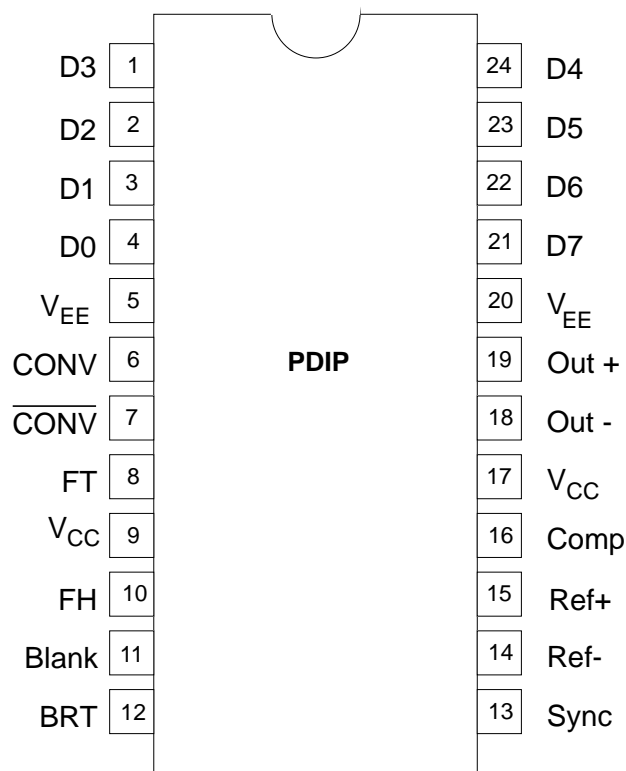 D3 1 24 D4
D2 2 23 D5
D1 3 22 D6
D0 4 21 D7
VEE 5 20 VEE
CONV 6 PDIP 19 Out +
CONV 7 18 Out -
FT 8 17 VCC
VCC 9 16 Comp
FH 10 15 Ref+
Blank 11 14 Ref-
BRT 12 13 Sync